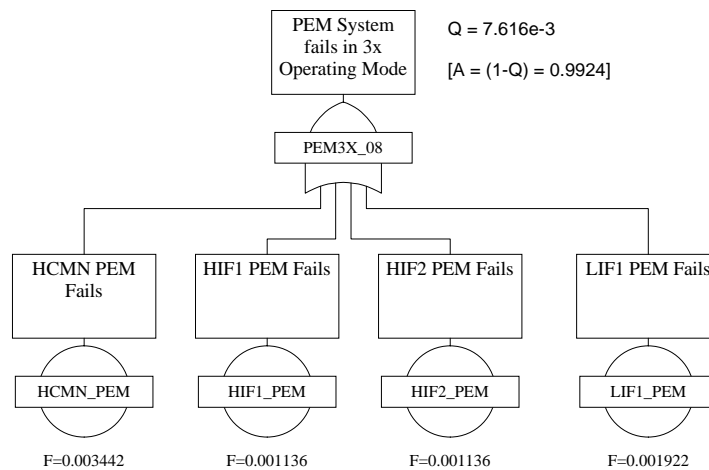 PEM System
fails in 3x
Operating Mode
Q = 7.616e-3
[A = (1-Q) = 0.9924]
PEM3X_08
HCMN PEM
Fails
HIF1 PEM Fails
HIF2 PEM Fails
LIF1 PEM Fails
HCMN_PEM
HIF1_PEM
HIF2_PEM
LIF1_PEM
F=0.003442
F=0.001136
F=0.001136
F=0.001922